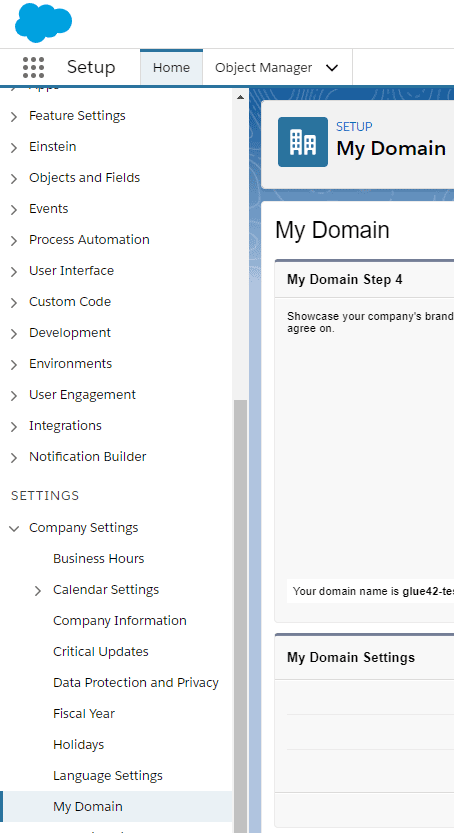 Setup
Home
Object Manager
Apps
Feature Settings
Einstein
Objects and Fields
Events
Process Automation
User Interface
Custom Code
Development
Environments
User Engagement
Integrations
Notification Builder
SETTINGS
Company Settings
Business Hours
Calendar Settings
Company Information
Critical Updates
Data Protection and Privacy
Fiscal Year
Holidays
Language Settings
My Domain
SETUP
My Domain
My Domain
My Domain Step 4
Showcase your company's brand
agree on.
Your domain name is glue42-tes
My Domain Settings